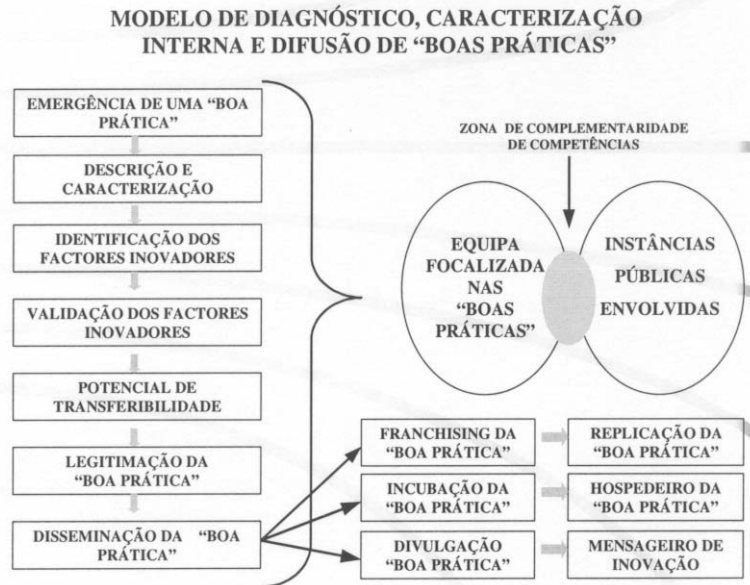 MODELO DE DIAGNÓSTICO, CARACTERIZAÇÃO
INTERNA E DIFUSÃO DE “BOAS PRÁTICAS”
EMERGÊNCIA DE UMA “BOA
PRÁTICA”
DESCRIÇÃO E
CARACTERIZAÇÃO
IDENTIFICAÇÃO DOS
FACTORES INOVADORES
VALIDAÇÃO DOS FACTORES
INOVADORES
POTENCIAL DE
TRANSFERIBILIDADE
LEGITIMAÇÃO DA
“BOA PRÁTICA”
DISSEMINAÇÃO DA “BOA
PRÁTICA”
ZONA DE COMPLEMENTARIDADE
DE COMPETÊNCIAS
EQUIPA
FOCALIZADA
NAS
“BOAS
PRÁTICAS”
INSTÂNCIAS
PÚBLICAS
ENVOLVIDAS
FRANCHISING DA
“BOA PRÁTICA”
REPLICAÇÃO DA
“BOA PRÁTICA”
INCUBAÇÃO DA
“BOA PRÁTICA”
HOSPEDEIRO DA
“BOA PRÁTICA”
DIVULGAÇÃO
“BOA PRÁTICA”
MENSAGEIRO DE
INOVAÇÃO